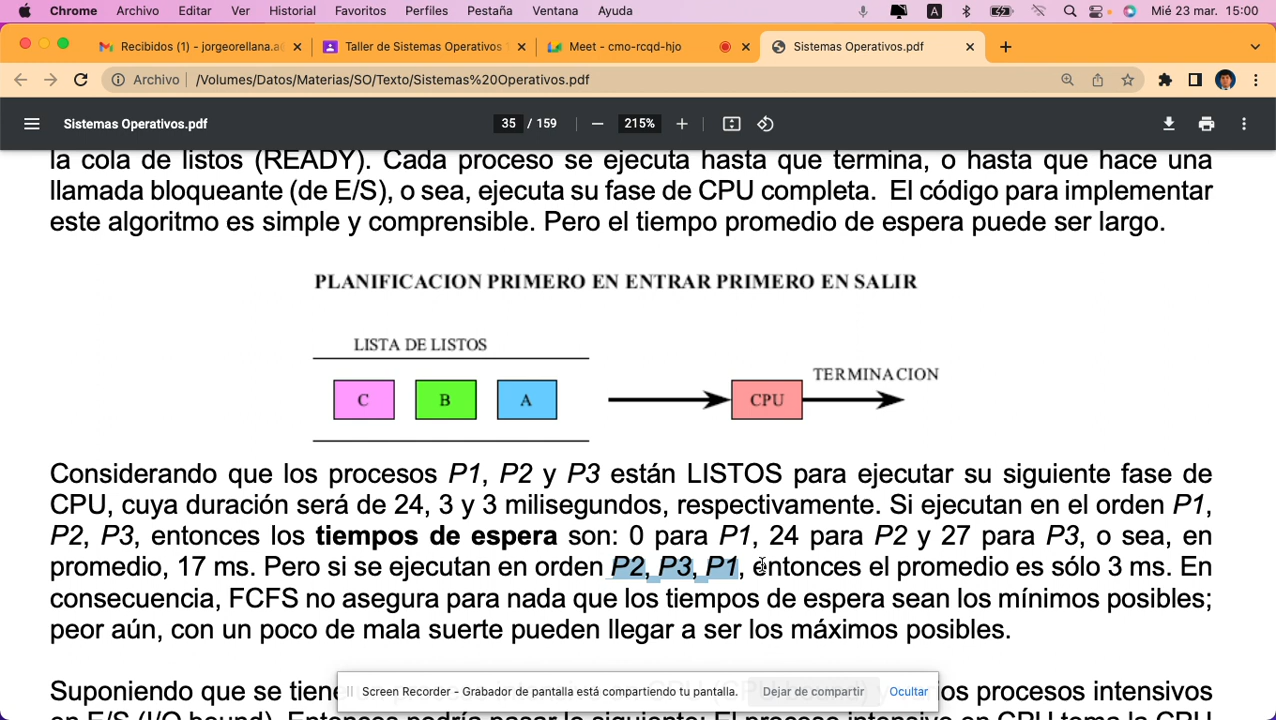 Chrome Archivo Editar Ver Historial Favoritos Perfiles Pestaña Ventana Ayuda A Mié 23 mar. 15:00
Recibidos (1) - jorgeorellana.a Taller de Sistemas Operativos Meet - cmo-rcqd-hjo Sistemas Operativos.pdf
Archivo /Volumes/Datos/Materias/SO/Texto/Sistemas%20Operativos.pdf
Sistemas Operativos.pdf 35 / 159 215%
la cola de listos (READY). Cada proceso se ejecuta hasta que termina, o hasta que hace una
llamada bloqueante (de E/S), o sea, ejecuta su fase de CPU completa. El código para implementar
este algoritmo es simple y comprensible. Pero el tiempo promedio de espera puede ser largo.
PLANIFICACION PRIMERO EN ENTRAR PRIMERO EN SALIR
LISTA DE LISTOS
TERMINACION
C B A CPU
Considerando que los procesos P1, P2 y P3 están LISTOS para ejecutar su siguiente fase de
CPU, cuya duración será de 24, 3 y 3 milisegundos, respectivamente. Si ejecutan en el orden P1,
P2, P3, entonces los tiempos de espera son: 0 para P1, 24 para P2 y 27 para P3, o sea, en
promedio, 17 ms. Pero si se ejecutan en orden P2, P3, P1, entonces el promedio es sólo 3 ms. En
consecuencia, FCFS no asegura para nada que los tiempos de espera sean los mínimos posibles;
peor aún, con un poco de mala suerte pueden llegar a ser los máximos posibles.
Suponiendo que se los procesos intensivos
Screen Recorder - Grabador de pantalla está compartiendo tu pantalla. Dejar de compartir Ocultar